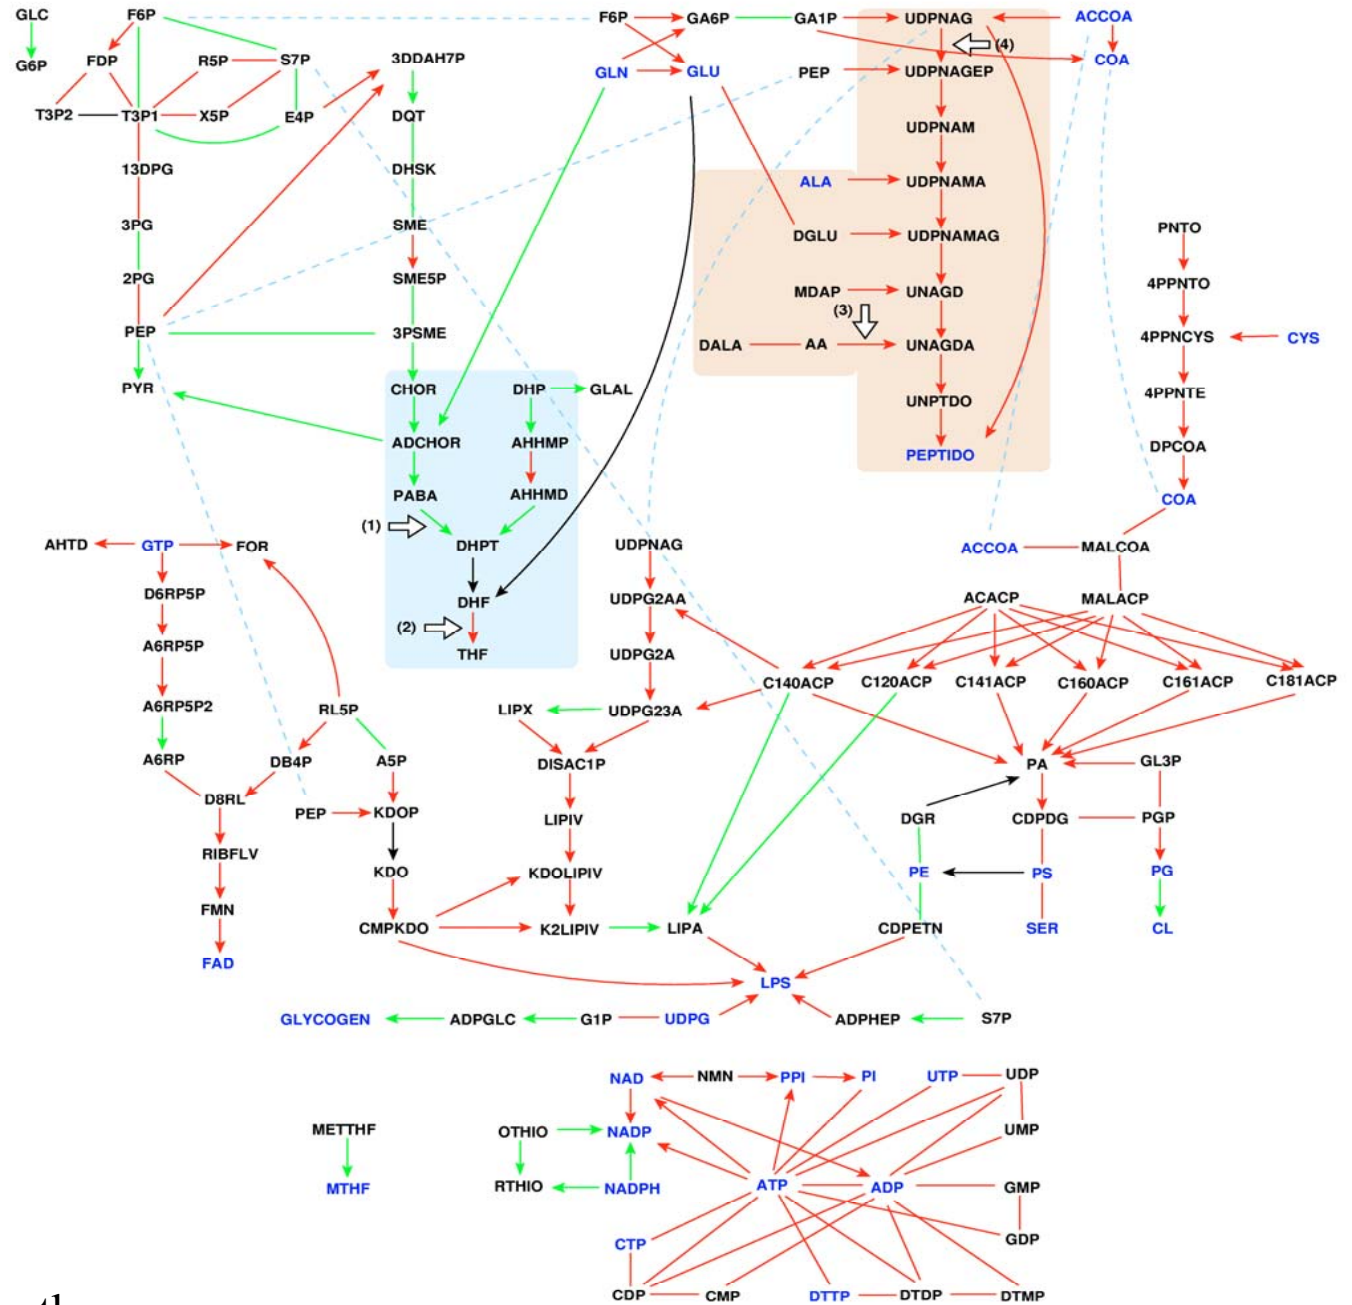 GLC F6P F6P GA6P GA1P UDPNAG ACCOA
(4)
G6P FDP R5P S7P 3DDAH7P GLN GLU PEP UDPNAGEP COA
T3P2 T3P1 X5P E4P DQT UDPNAM
13DPG DHSK ALA UDPNAMA
3PG SME DGLU UDPNAMAG PNTO
2PG SME5P MDAP UNAGD 4PPNTO
(3)
PEP 3PSME DALA AA UNAGDA 4PPNCYS CYS
PYR CHOR DHP GLAL UNPTDO 4PPNTE
ADCHOR AHHMP PEPTIDO DPCOA
PABA AHHMD COA
(1)
AHTD GTP FOR DHPT UDPNAG ACCOA MALCOA
D6RP5P DHF UDPG2AA ACACP MALACP
(2)
A6RP5P THF UDPG2A
C140ACP C120ACP C141ACP C160ACP C161ACP C181ACP
A6RP5P2 RL5P LIPX UDPG23A
A6RP DB4P A5P DISAC1P PA GL3P
D8RL PEP KDOP LIPIV DGR CDPDG PGP
RIBFLV KDO KDOLIPIV PE PS PG
FMN CMPKDO K2LIPIV LIPA CDPETN SER CL
FAD LPS
GLYCOGEN ADPGLC G1P UDPG ADPHEP S7P
NAD NMN PPI PI UTP UDP
METTHF OTHIO NADP UMP
MTHF RTHIO NADPH ATP ADP GMP
CTP GDP
CDP CMP DTTP DTDP DTMP